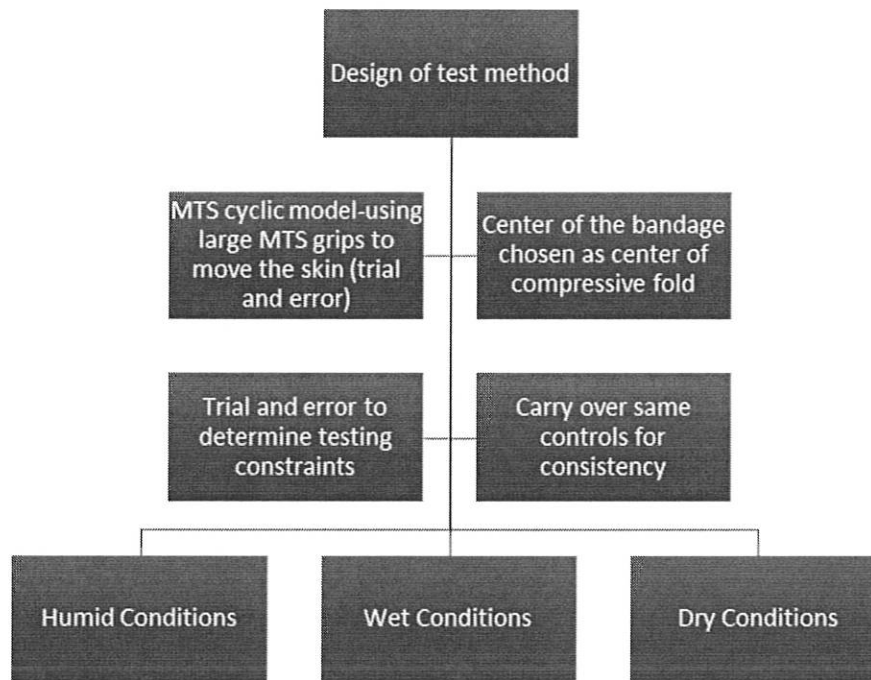 Design of test method
MTS cyclic model-using
large MTS grips to
move the skin (trial
and error)
Center of the bandage
chosen as center of
compressive fold
Trial and error to
determine testing
constraints
Carry over same
controls for
consistency
Humid Conditions
Wet Conditions
Dry Conditions